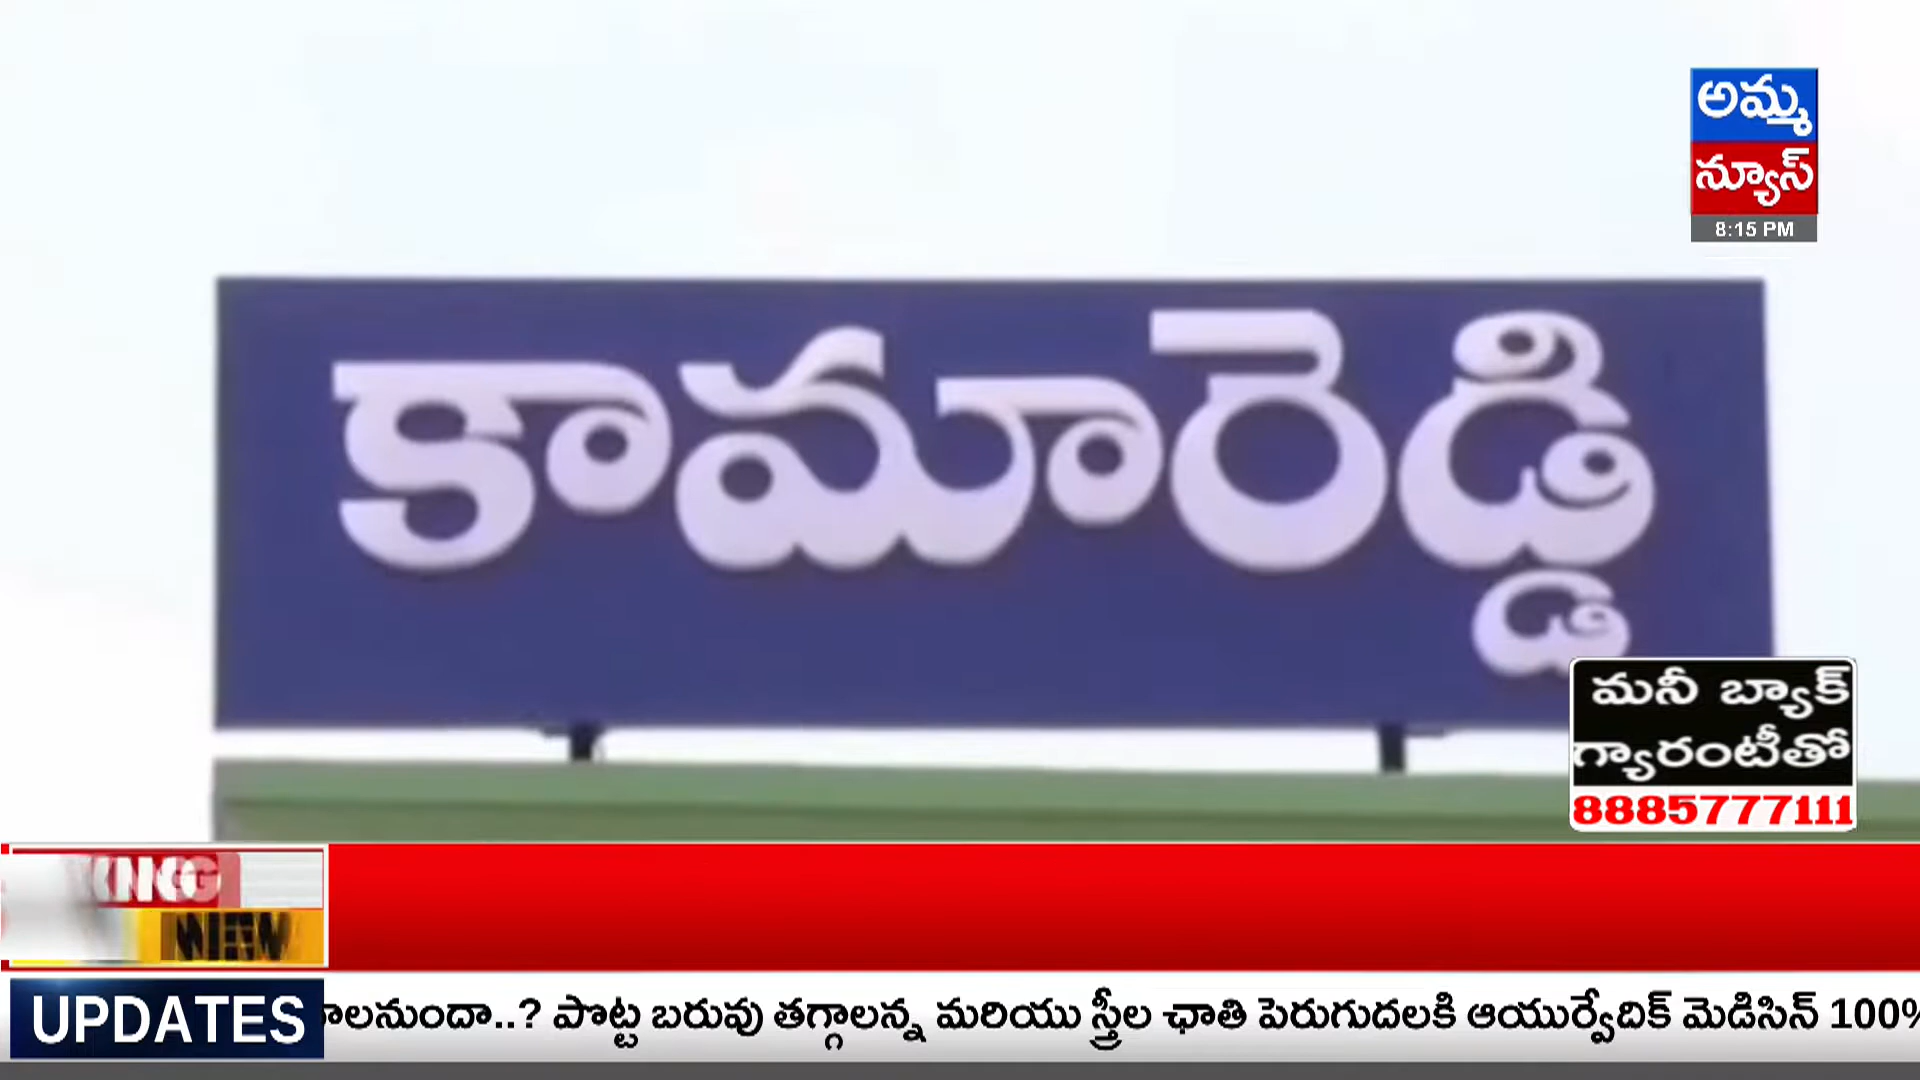 అమ్మ
న్యూస్
8:15 PM
కామారెడ్డి
మనీ బ్యాక్
గ్యారంటీతో
8885777111
UPDATES
పొట్ట బరువు తగ్గాలన్న మరియు స్త్రీల ఛాతి పెరుగుదలకి ఆయుర్వేదిక్ మెడిసిన్ 100%